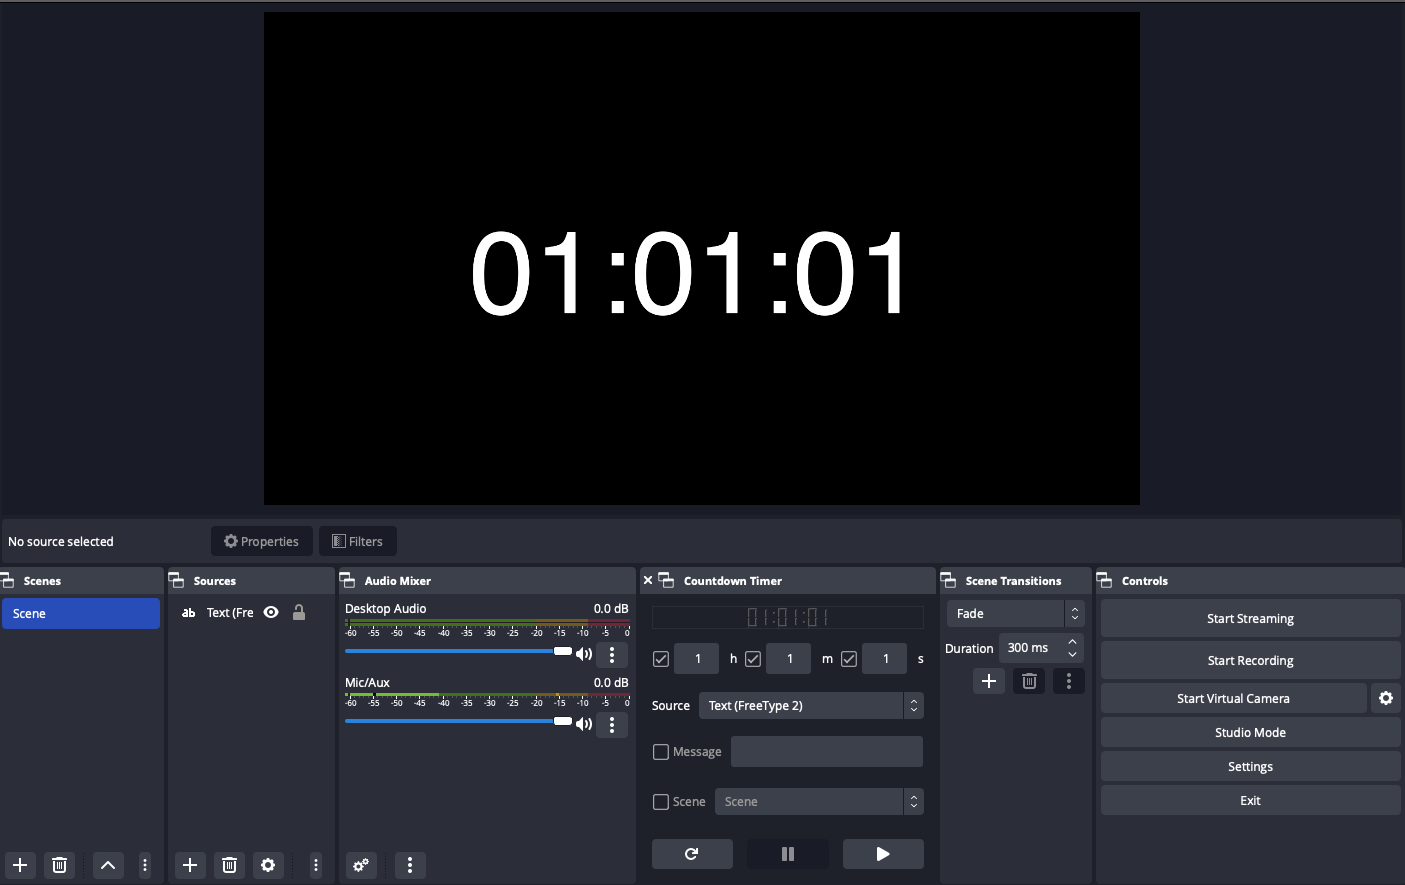 01:01:01
No source selected
Properties
Filters
Scenes
Scene
Sources
ab Text (Fre
Audio Mixer
Desktop Audio 0.0 dB
-60 -55 -50 -45 -40 -35 -30 -25 -20 -15 -10 -5 0
Mic/Aux 0.0 dB
-60 -55 -50 -45 -40 -35 -30 -25 -20 -15 -10 -5 0
Countdown Timer
01:01:01
1 h 1 m 1 s
Source Text (FreeType 2)
Message
Scene Scene
Scene Transitions
Fade
Duration 300 ms
Controls
Start Streaming
Start Recording
Start Virtual Camera
Studio Mode
Settings
Exit